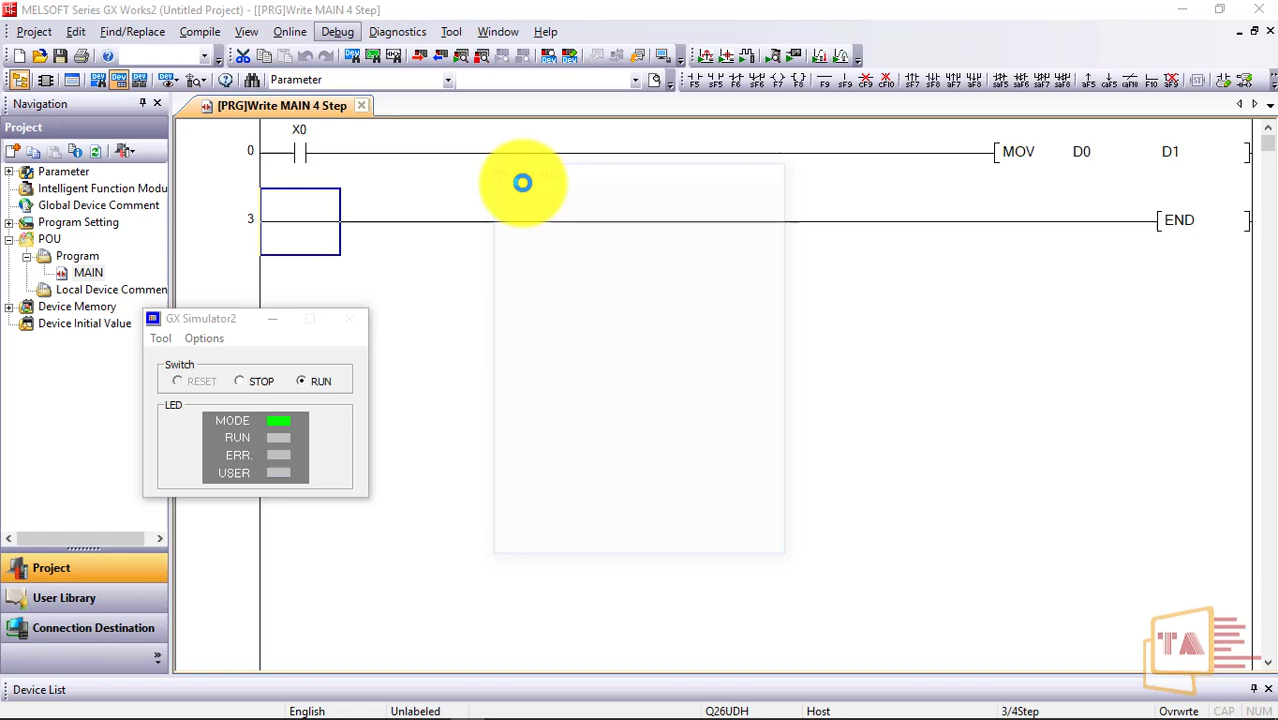 MELSOFT Series GX Works2 (Untitled Project) - [[PRG]Write MAIN 4 Step]
Project Edit Find/Replace Compile View Online Debug Diagnostics Tool Window Help
Parameter
Navigation
[PRG]Write MAIN 4 Step
Project
Parameter
Intelligent Function Modu
Global Device Comment
Program Setting
POU
Program
MAIN
Local Device Commen
Device Memory
Device Initial Value
X0
0 MOV D0 D1
3 END
GX Simulator2
Tool Options
Switch
RESET STOP RUN
LED
MODE
RUN
ERR.
USER
Project
User Library
Connection Destination
TA
Device List
English Unlabeled Q26UDH Host 3/4Step Ovrwrte CAP NUM